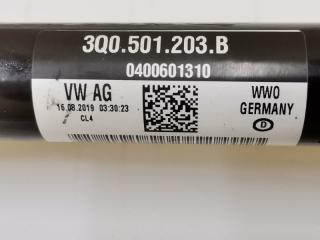 3Q0.501.203.B
0400601310
VW AG
16.08.2019 03:30:23
CL4
WWO
GERMANY
D